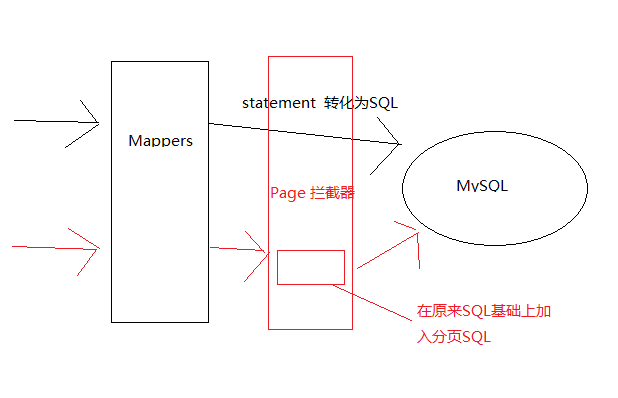 statement 转化为SQL
Mappers
Page 拦截器
MySQL
在原来SQL基础上加
入分页SQL